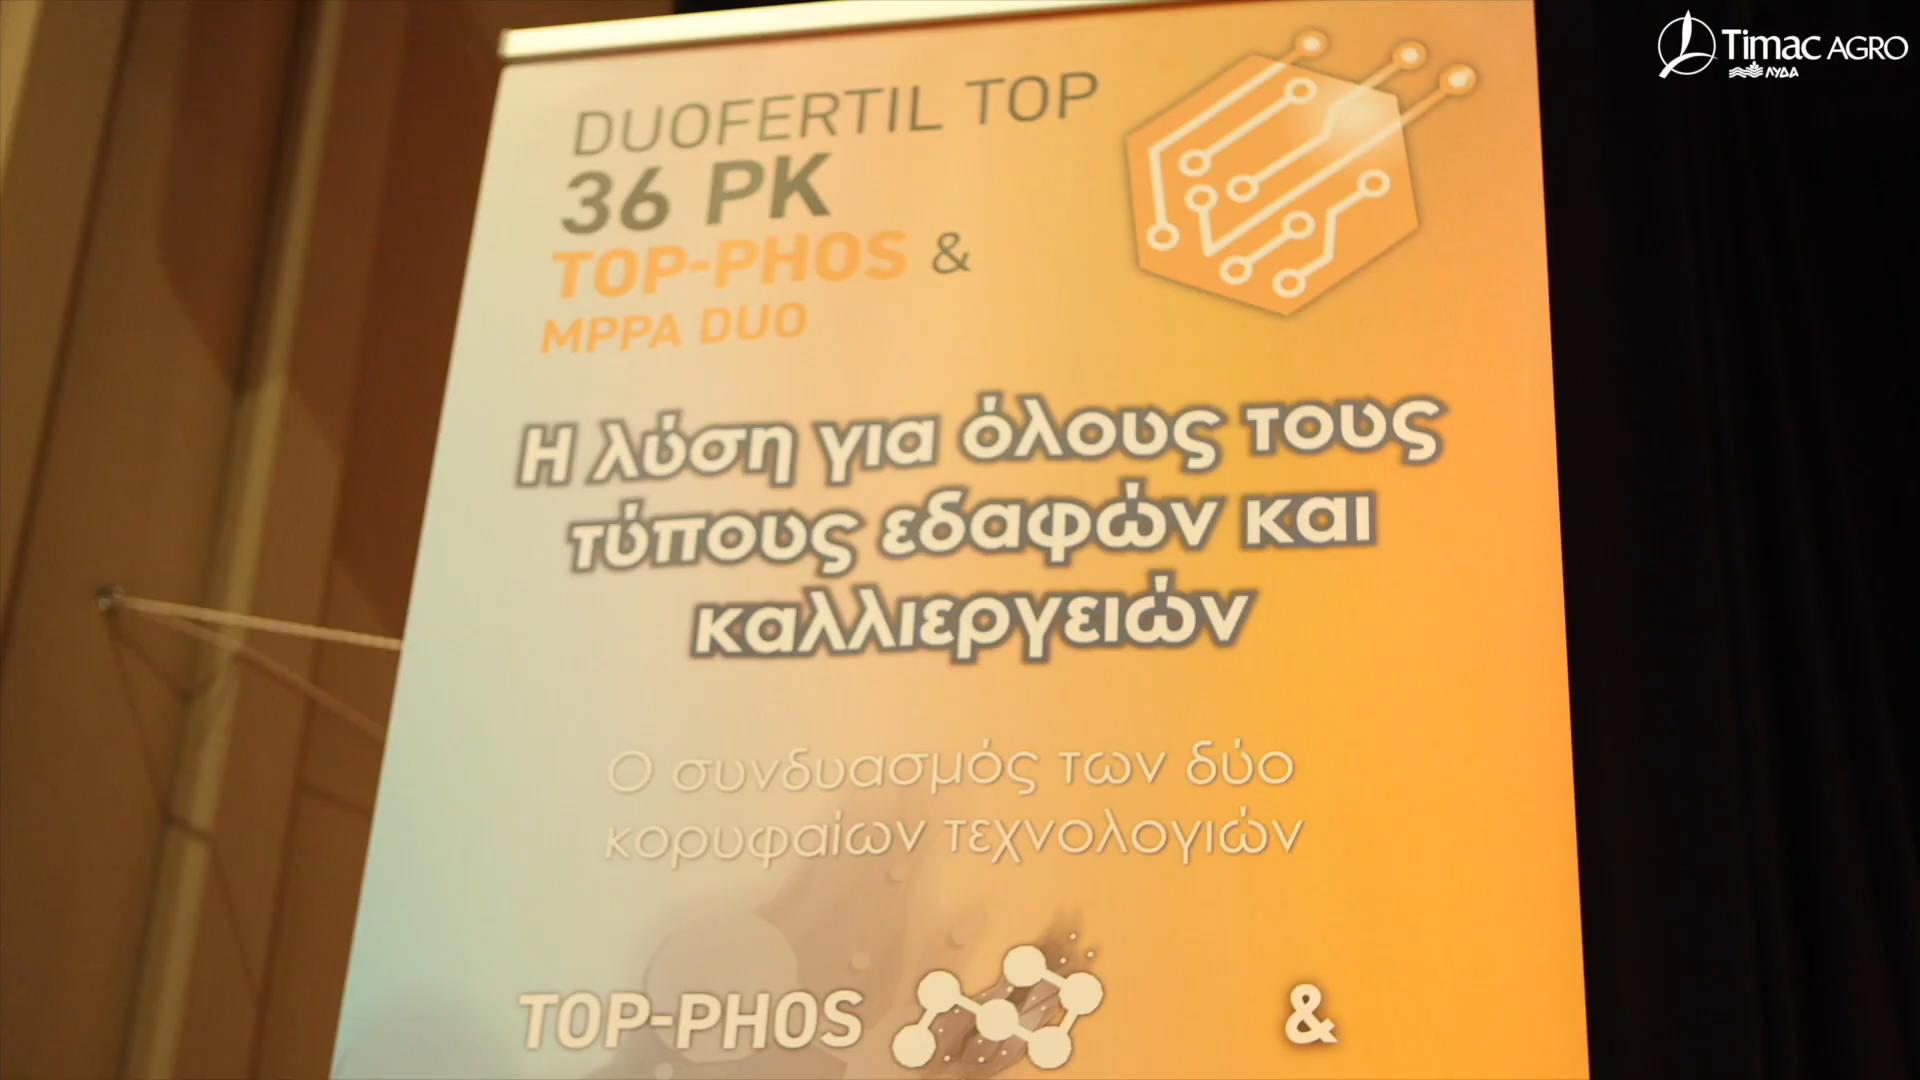 Timac AGRO
ΛΥΔΑ
DUOFERTIL TOP
36 PK
TOP-PHOS &
MPPA DUO
Η λύση για όλους τους
τύπους εδαφών και
καλλιεργειών
Ο συνδυασμός των δύο
κορυφαίων τεχνολογιών
TOP-PHOS &